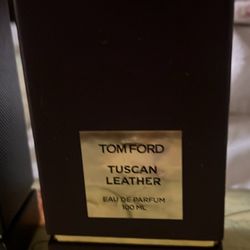 TOM FORD
TUSCAN
LEATHER
EAU DE PARFUM
100 ML